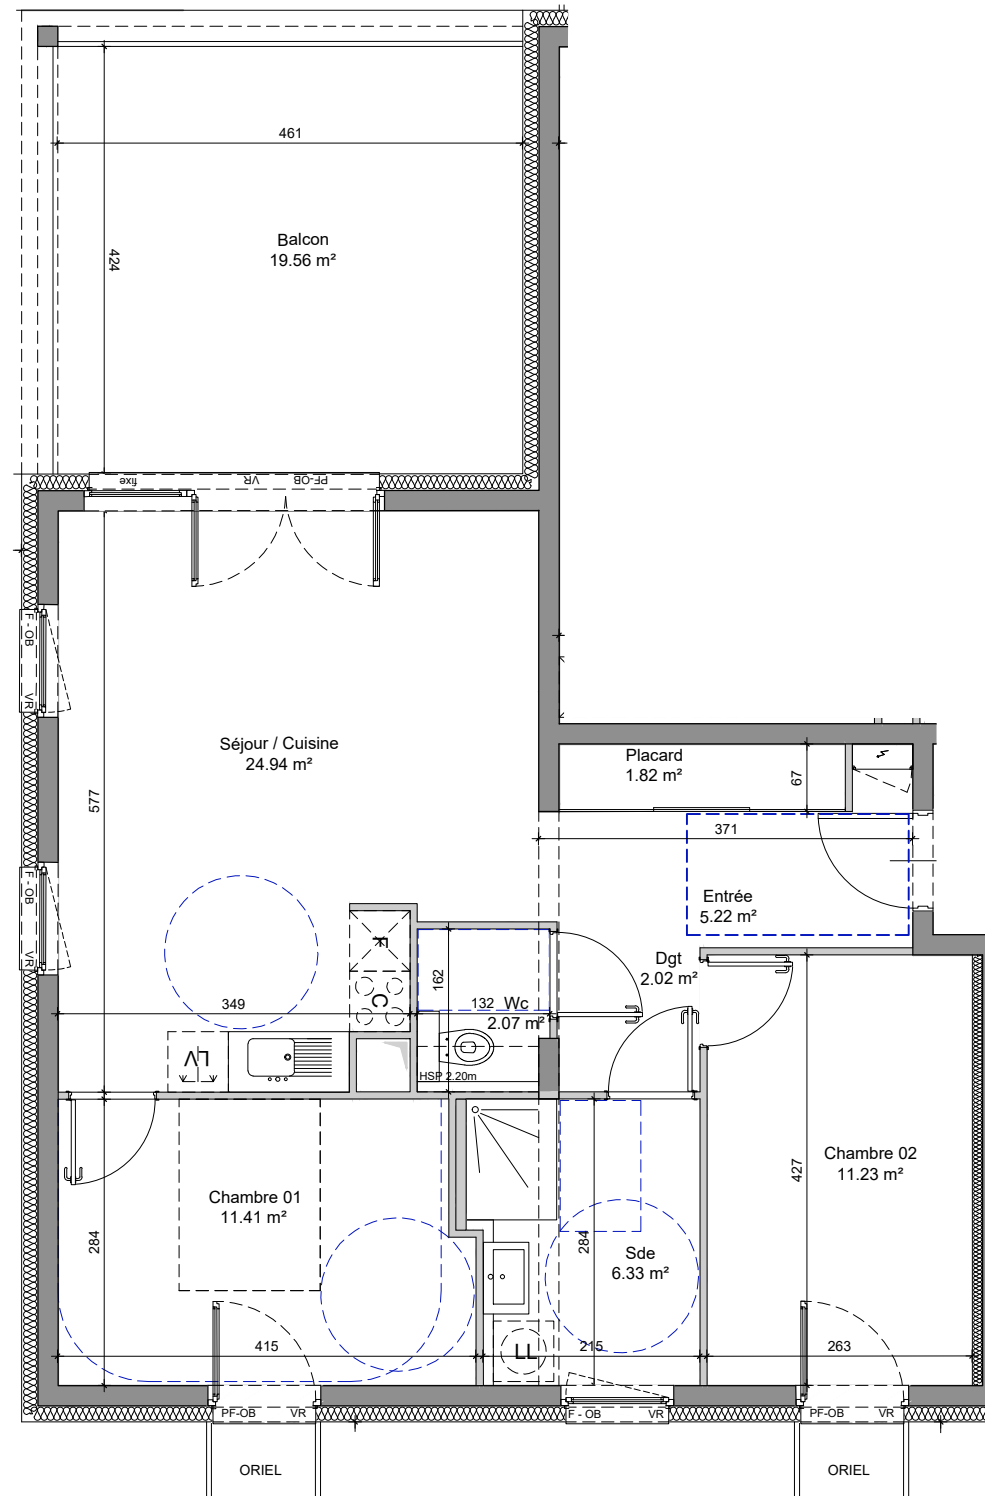 461
Balcon
19.56 m²
424
fixe
VR
PF-OB
F - OB
VR
Séjour / Cuisine
24.94 m²
577
Placard
1.82 m²
67
371
Entrée
5.22 m²
Dgt
2.02 m²
F - OB
VR
F
C
162
349
132
Wc
2.07 m²
HSP 2.20m
LV
Chambre 01
11.41 m²
284
Chambre 02
11.23 m²
427
284
Sde
6.33 m²
LL
415
215
263
PF-OB
VR
F - OB
VR
PF-OB
VR
ORIEL
ORIEL